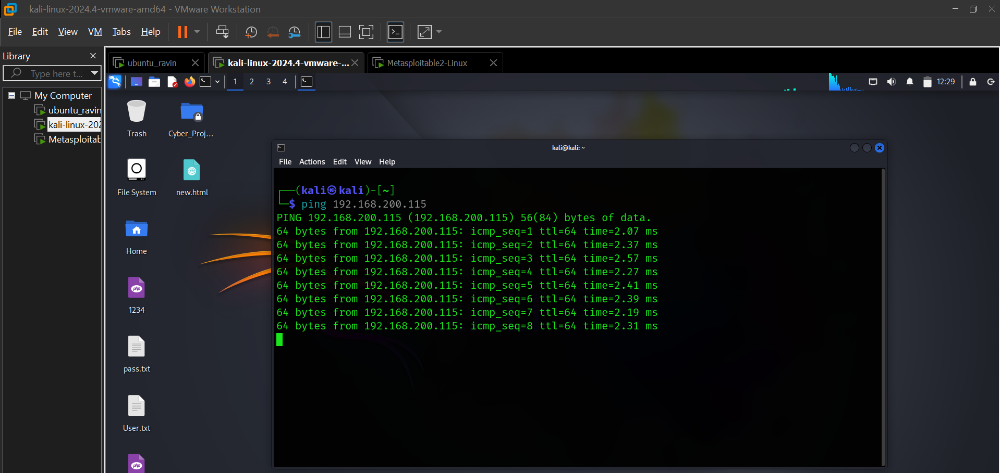 kali-linux-2024.4-vmware-amd64 - VMware Workstation
File Edit View VM Tabs Help
Library
Type here t...
My Computer
ubuntu_ravin
kali-linux-202
Metasploitab
ubuntu_ravin
kali-linux-2024.4-vmware-...
Metasploitable2-Linux
1 2 3 4
12:29
Trash
Cyber_Proj...
File System
new.html
Home
php
1234
pass.txt
User.txt
php
kali@kali: ~
File Actions Edit View Help
┌──(kali㉿kali)-[~]
└─$ ping 192.168.200.115
PING 192.168.200.115 (192.168.200.115) 56(84) bytes of data.
64 bytes from 192.168.200.115: icmp_seq=1 ttl=64 time=2.07 ms
64 bytes from 192.168.200.115: icmp_seq=2 ttl=64 time=2.37 ms
64 bytes from 192.168.200.115: icmp_seq=3 ttl=64 time=2.57 ms
64 bytes from 192.168.200.115: icmp_seq=4 ttl=64 time=2.27 ms
64 bytes from 192.168.200.115: icmp_seq=5 ttl=64 time=2.41 ms
64 bytes from 192.168.200.115: icmp_seq=6 ttl=64 time=2.39 ms
64 bytes from 192.168.200.115: icmp_seq=7 ttl=64 time=2.19 ms
64 bytes from 192.168.200.115: icmp_seq=8 ttl=64 time=2.31 ms